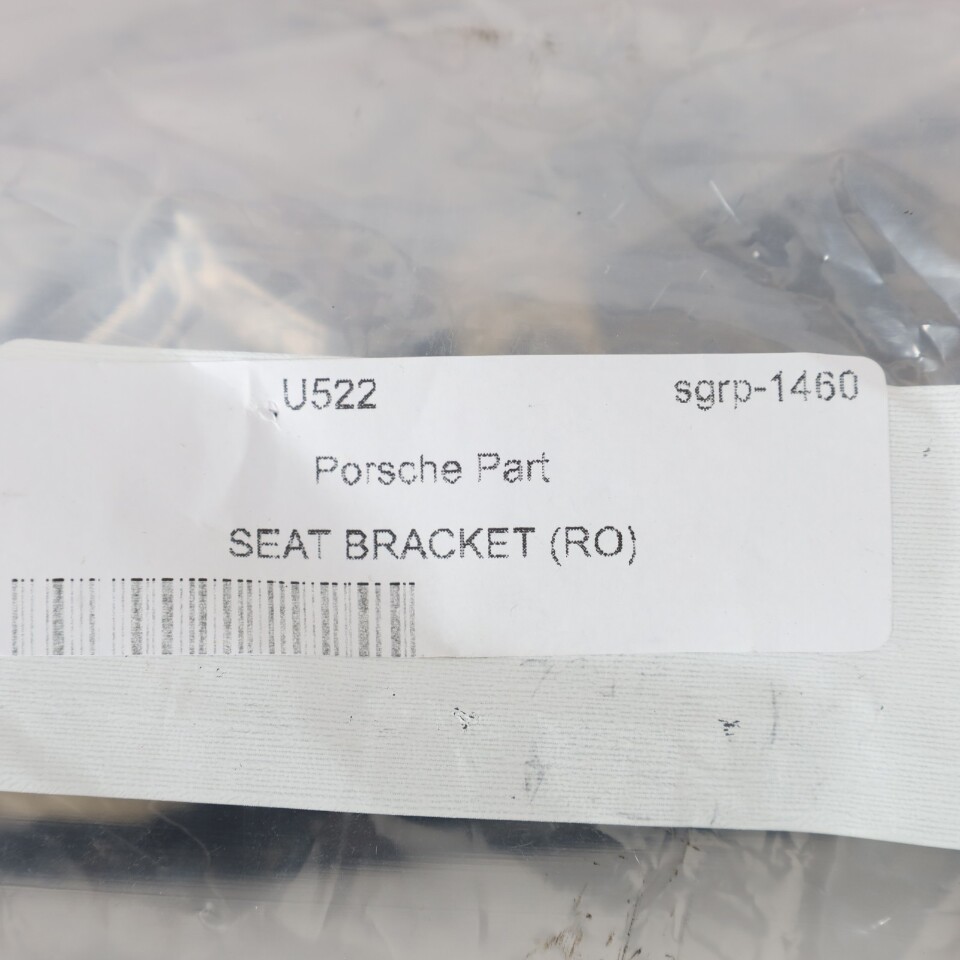 U522 sgrp-1460
Porsche Part
SEAT BRACKET (RO)